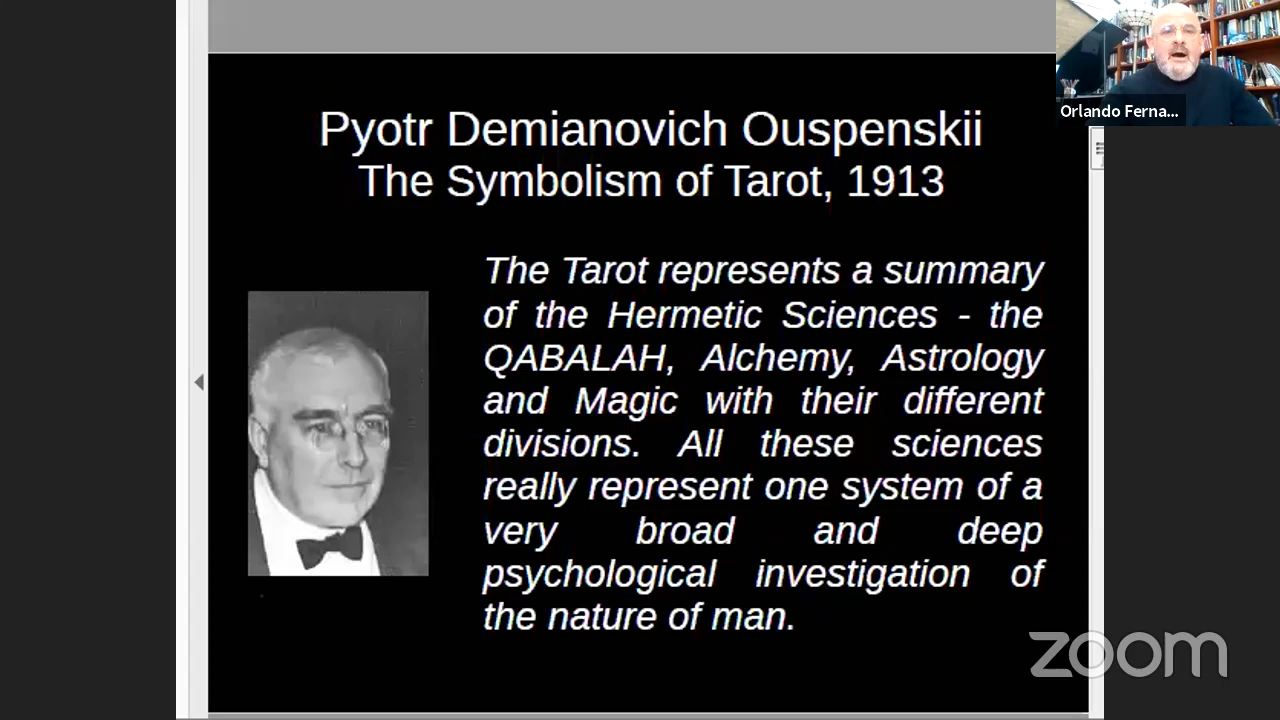 Orlando Ferna...
Pyotr Demianovich Ouspenskii
The Symbolism of Tarot, 1913
The Tarot represents a summary
of the Hermetic Sciences - the
QABALAH, Alchemy, Astrology
and Magic with their different
divisions. All these sciences
really represent one system of a
very broad and deep
psychological investigation of
the nature of man.
zoom